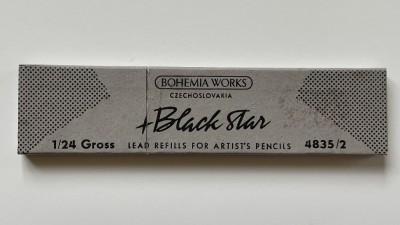 BOHEMIA WORKS
CZECHOSLOVAKIA
+Black star
1/24 Gross LEAD REFILLS FOR ARTIST'S PENCILS 4835/2